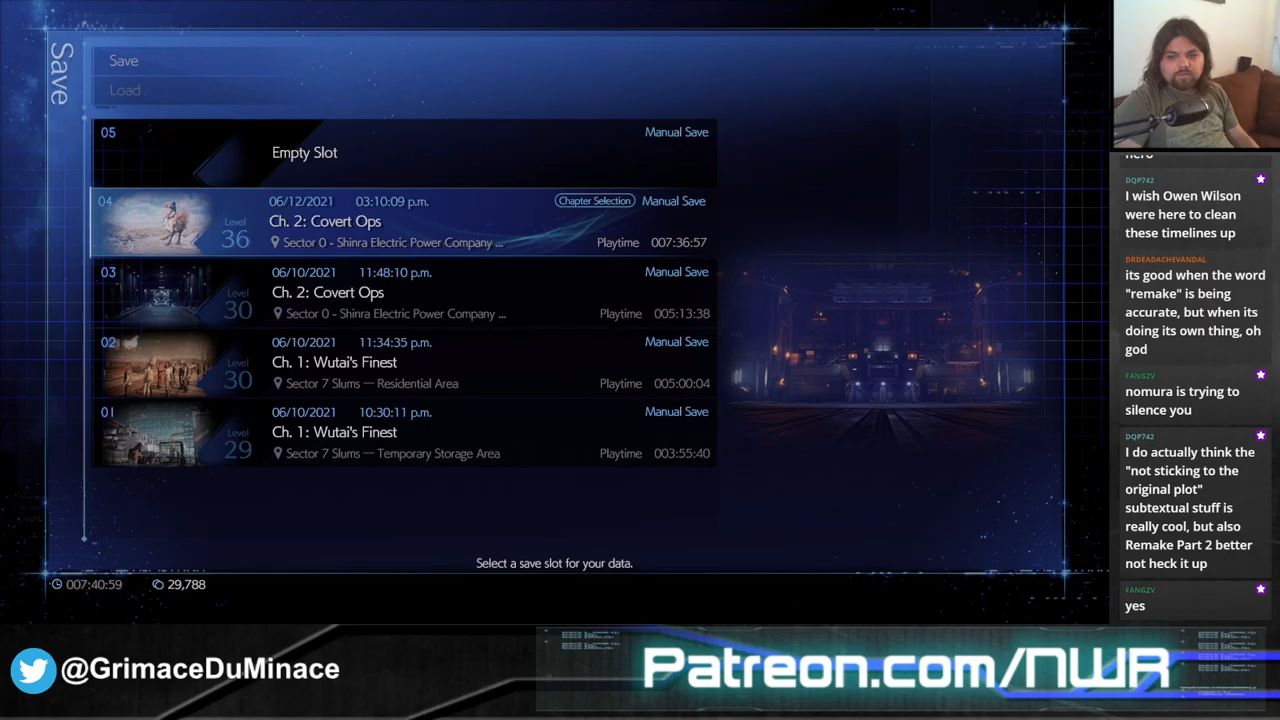 Save
Save
Load
05
Manual Save
Empty Slot
04
06/12/2021 03:10:09 p.m.
Chapter Selection
Manual Save
Level
36
Ch. 2: Covert Ops
Sector 0 - Shinra Electric Power Company ...
Playtime 007:36:57
03
06/10/2021 11:48:10 p.m.
Manual Save
Level
30
Ch. 2: Covert Ops
Sector 0 - Shinra Electric Power Company ...
Playtime 005:13:38
02
06/10/2021 11:34:35 p.m.
Manual Save
Level
30
Ch. 1: Wutai's Finest
Sector 7 Slums — Residential Area
Playtime 005:00:04
01
06/10/2021 10:30:11 p.m.
Manual Save
Level
29
Ch. 1: Wutai's Finest
Sector 7 Slums — Temporary Storage Area
Playtime 003:55:40
Select a save slot for your data.
007:40:59 29,788
DQP742
I wish Owen Wilson
were here to clean
these timelines up
DRDEADACHEVANDAL
its good when the word
"remake" is being
accurate, but when its
doing its own thing, oh
god
FANGZV
nomura is trying to
silence you
DQP742
I do actually think the
"not sticking to the
original plot"
subtextual stuff is
really cool, but also
Remake Part 2 better
not heck it up
FANGZV
yes
@GrimaceDuMinace
Patreon.com/NWR